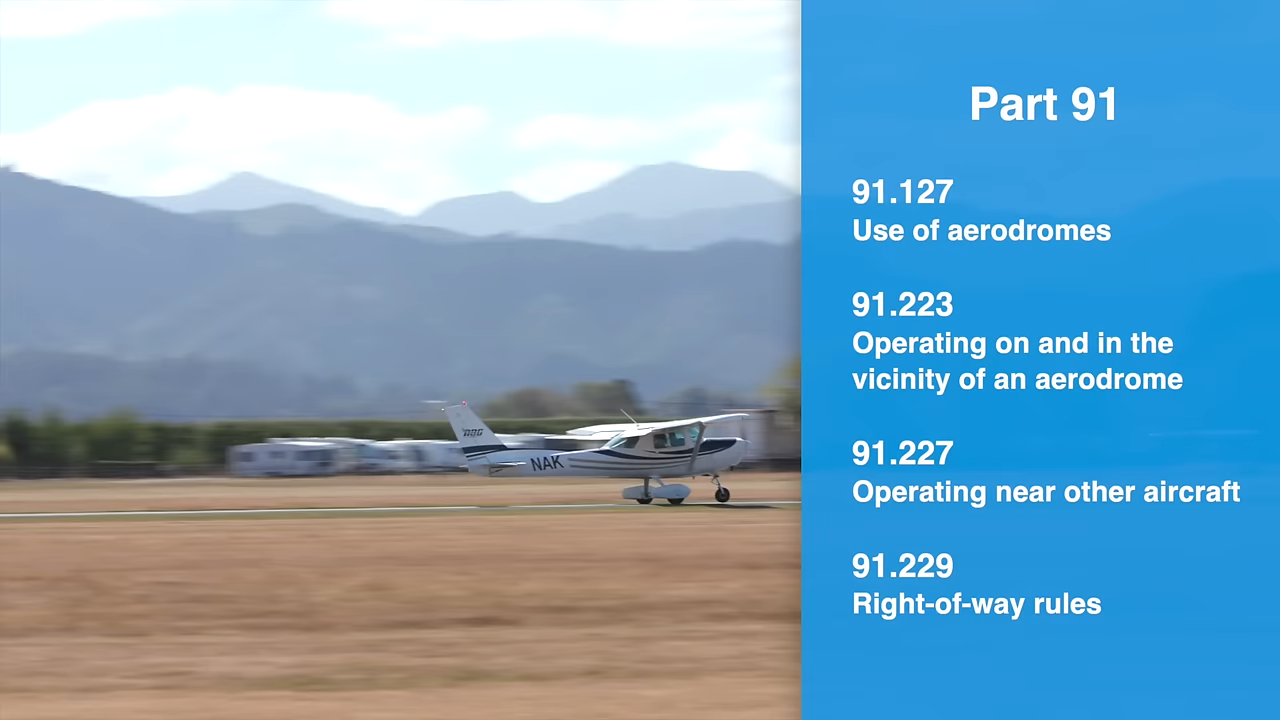 Part 91
91.127
Use of aerodromes
91.223
Operating on and in the
vicinity of an aerodrome
91.227
Operating near other aircraft
91.229
Right-of-way rules
NAK